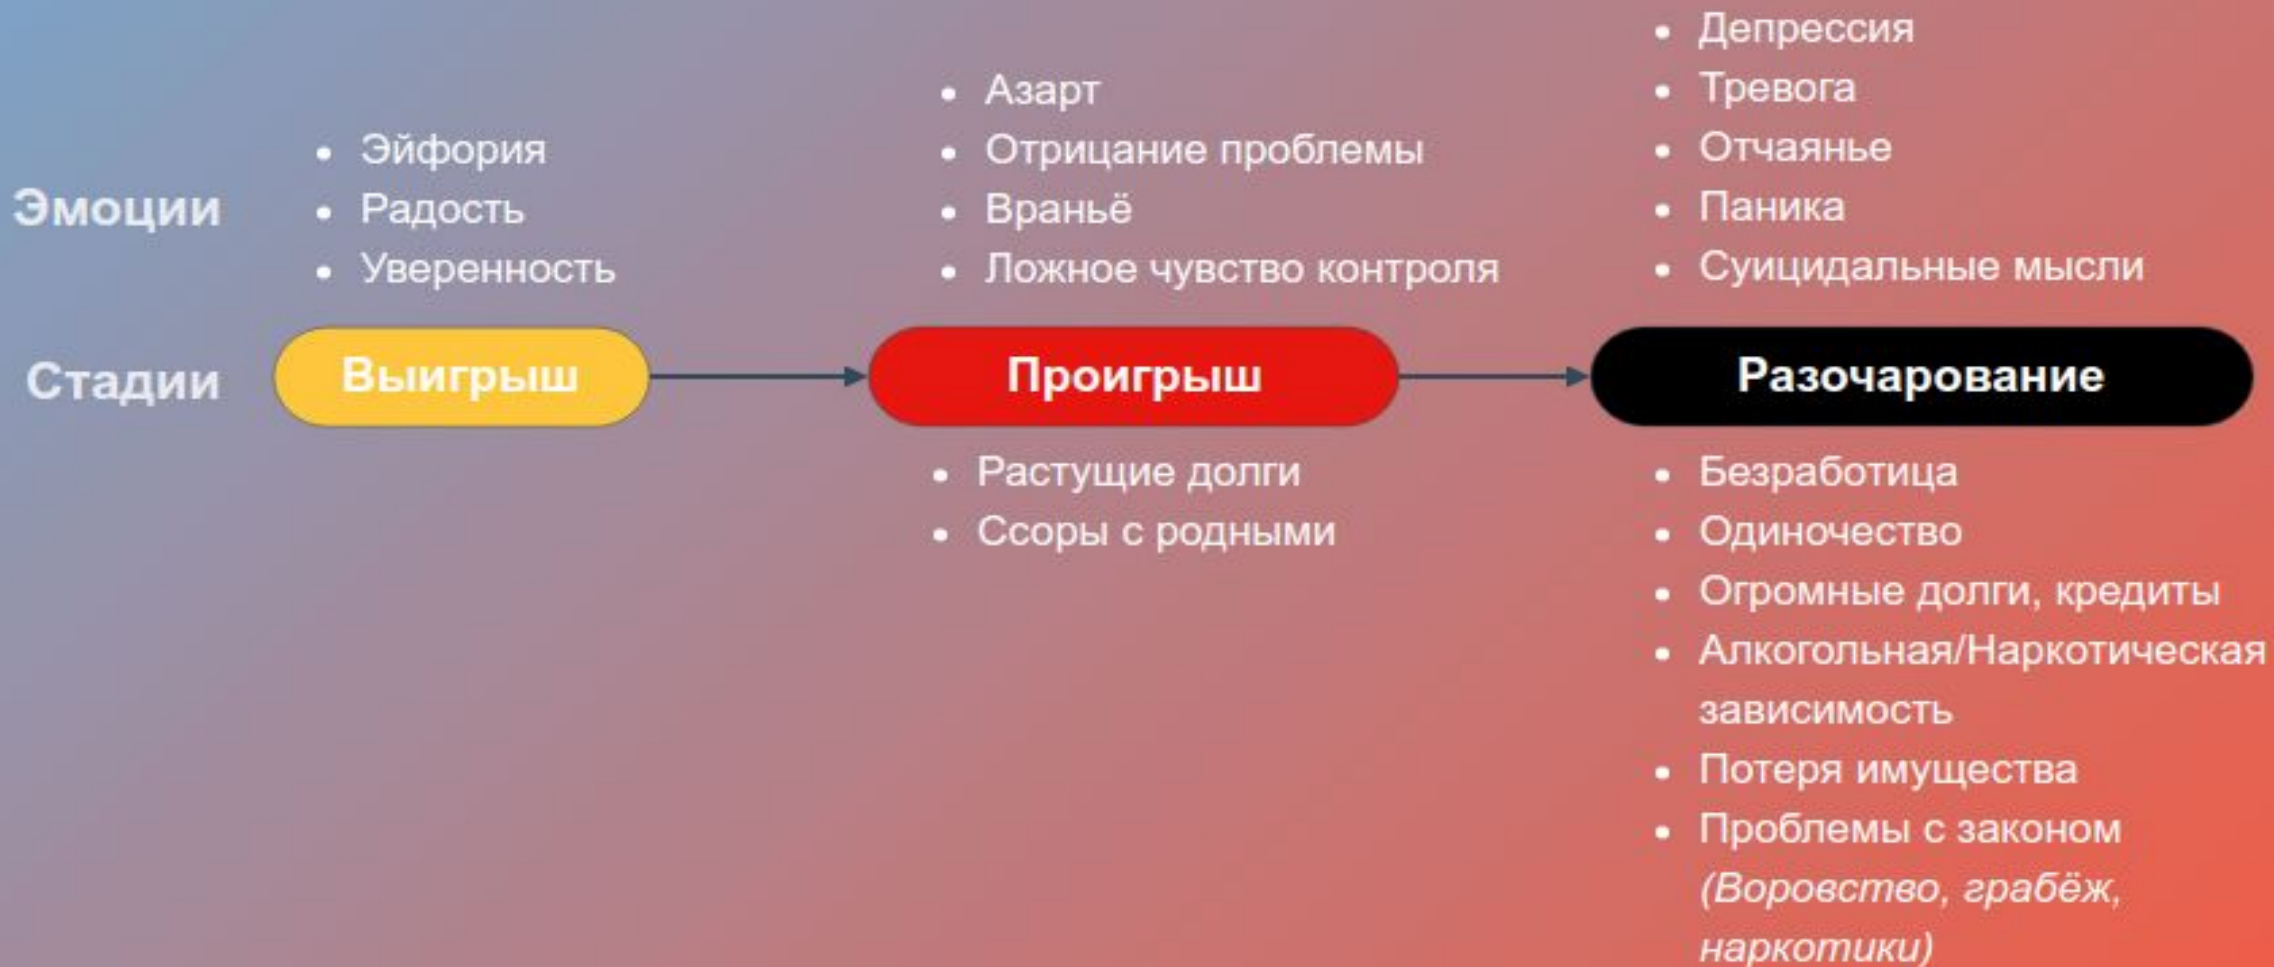 Эмоции
• Эйфория
• Радость
• Уверенность
• Азарт
• Отрицание проблемы
• Враньё
• Ложное чувство контроля
• Депрессия
• Тревога
• Отчаянье
• Паника
• Суицидальные мысли
Стадии
Выигрыш
Проигрыш
Разочарование
• Растущие долги
• Ссоры с родными
• Безработица
• Одиночество
• Огромные долги, кредиты
• Алкогольная/Наркотическая
зависимость
• Потеря имущества
• Проблемы с законом
(Воровство, грабёж,
наркотики)